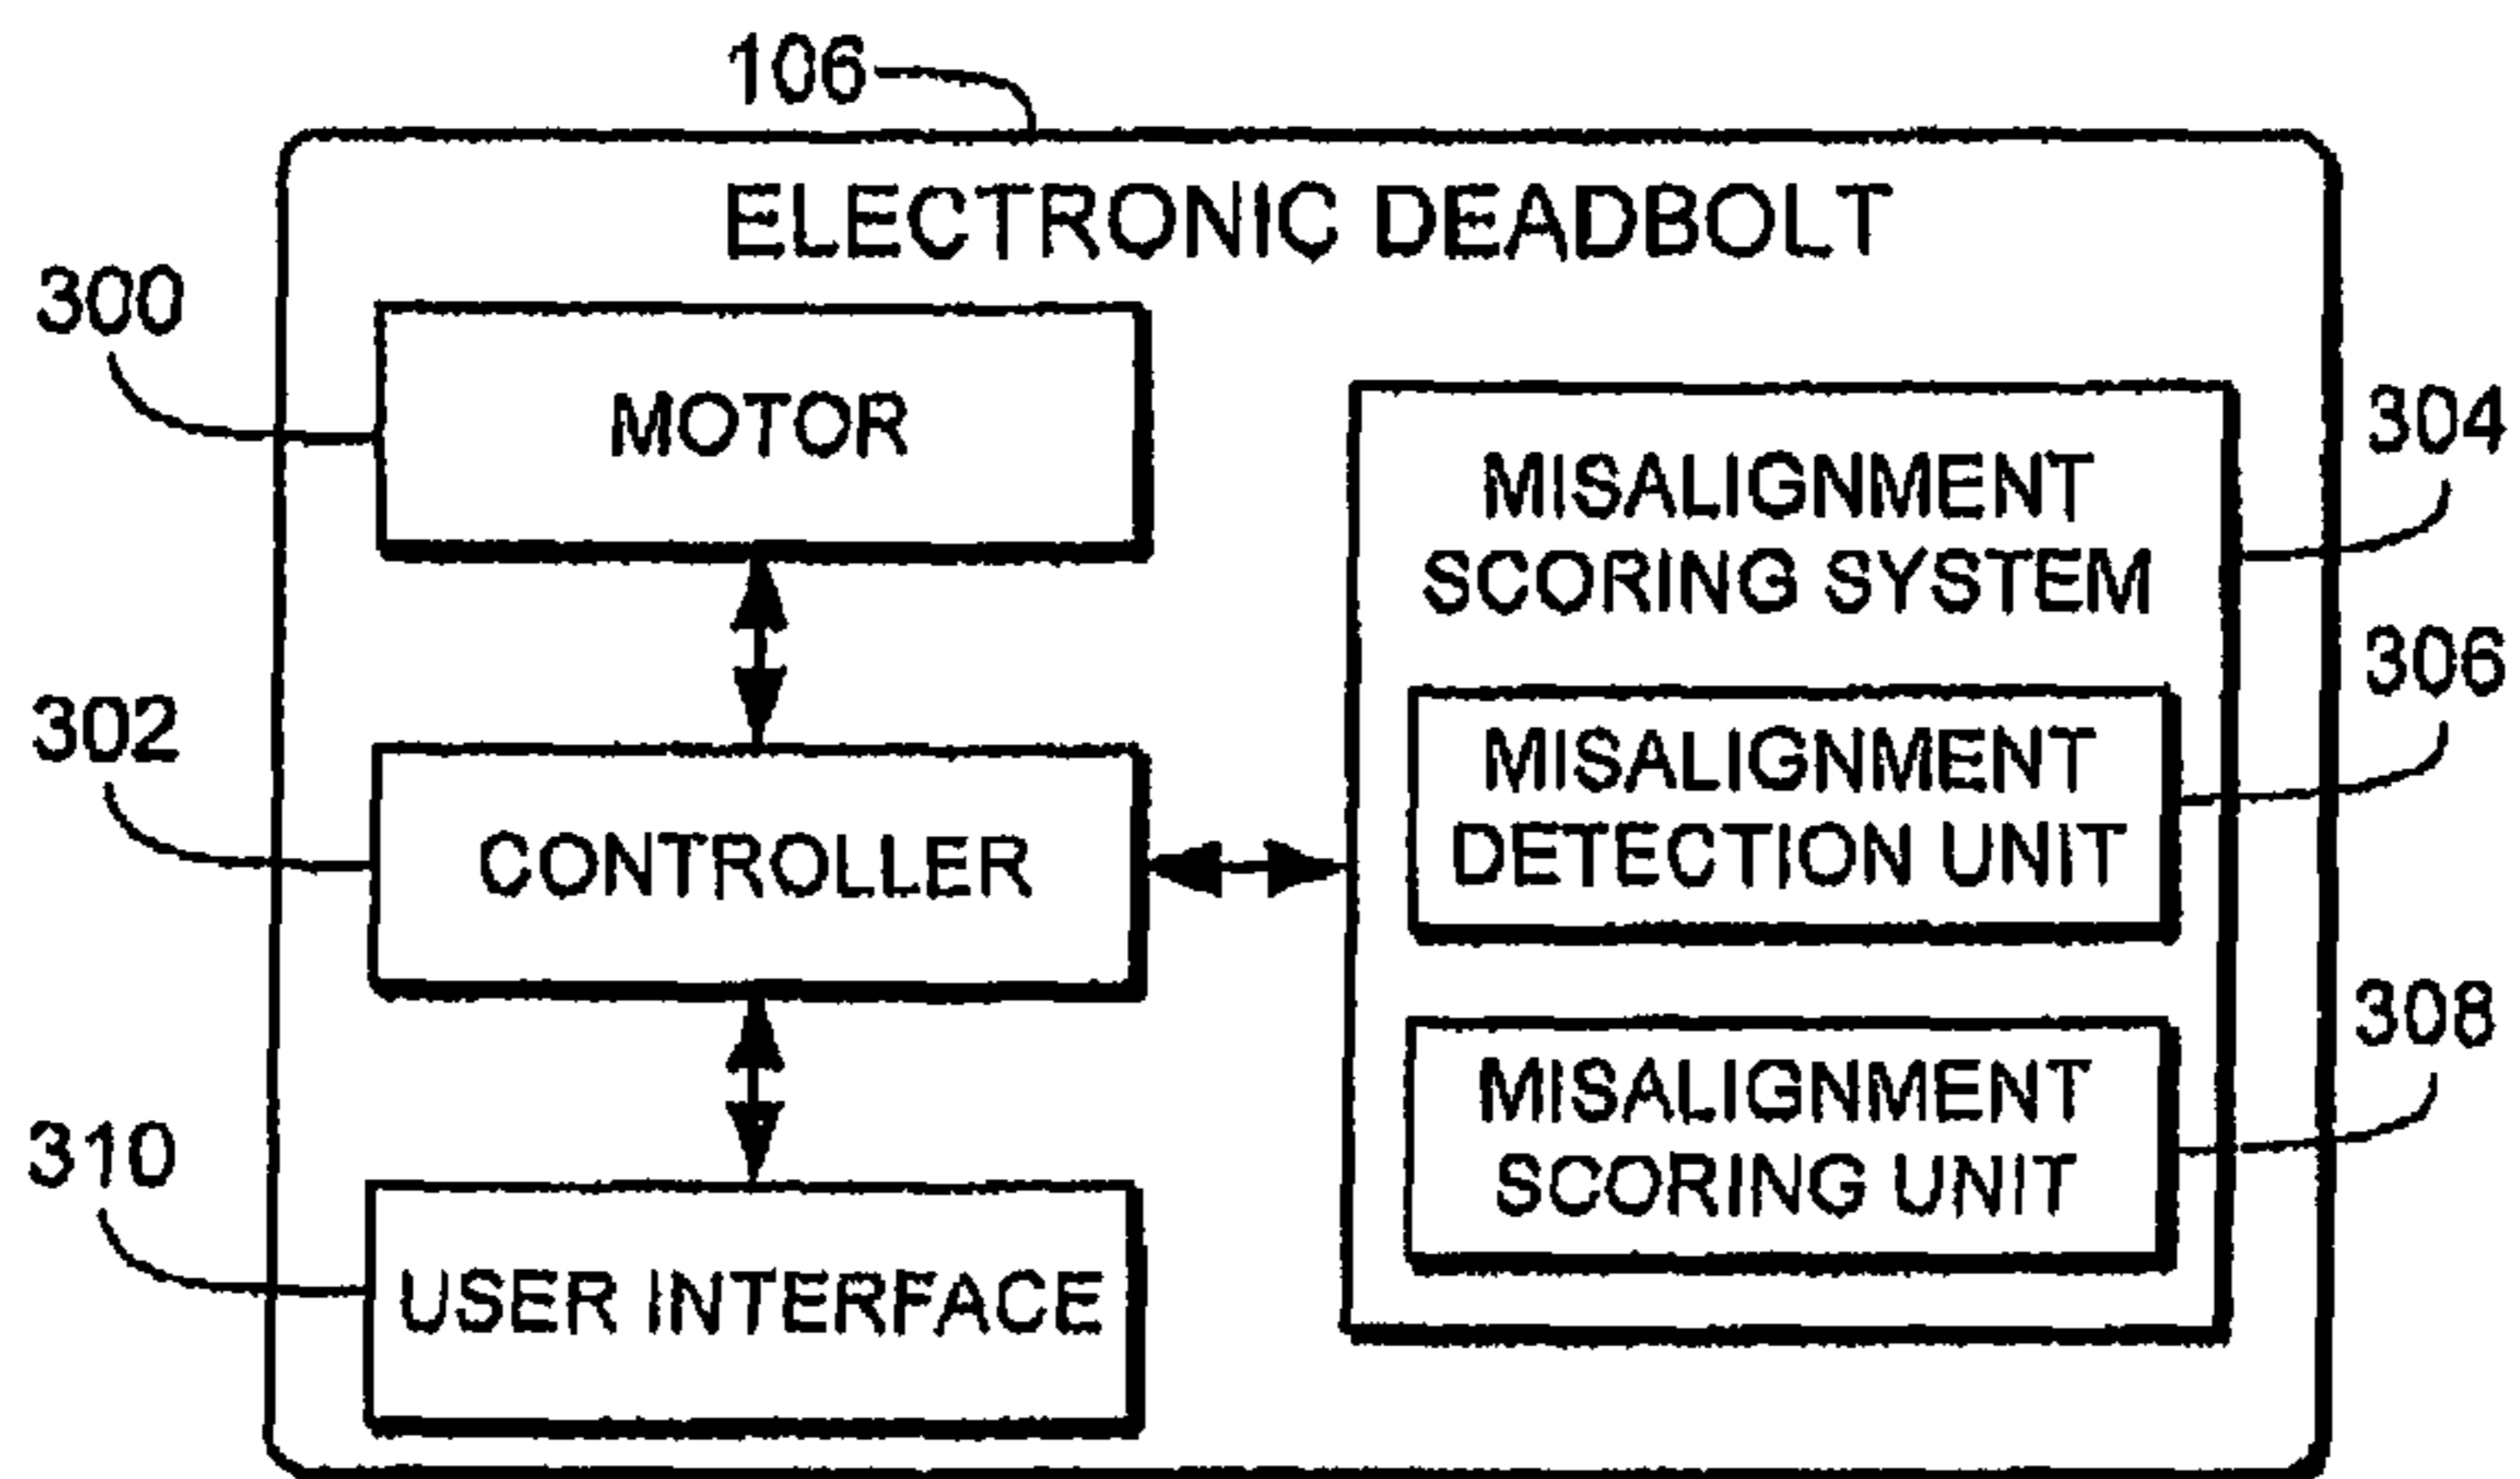 106
ELECTRONIC DEADBOLT
300
MOTOR
304
MISALIGNMENT
SCORING SYSTEM
302
CONTROLLER
306
MISALIGNMENT
DETECTION UNIT
308
MISALIGNMENT
SCORING UNIT
310
USER INTERFACE